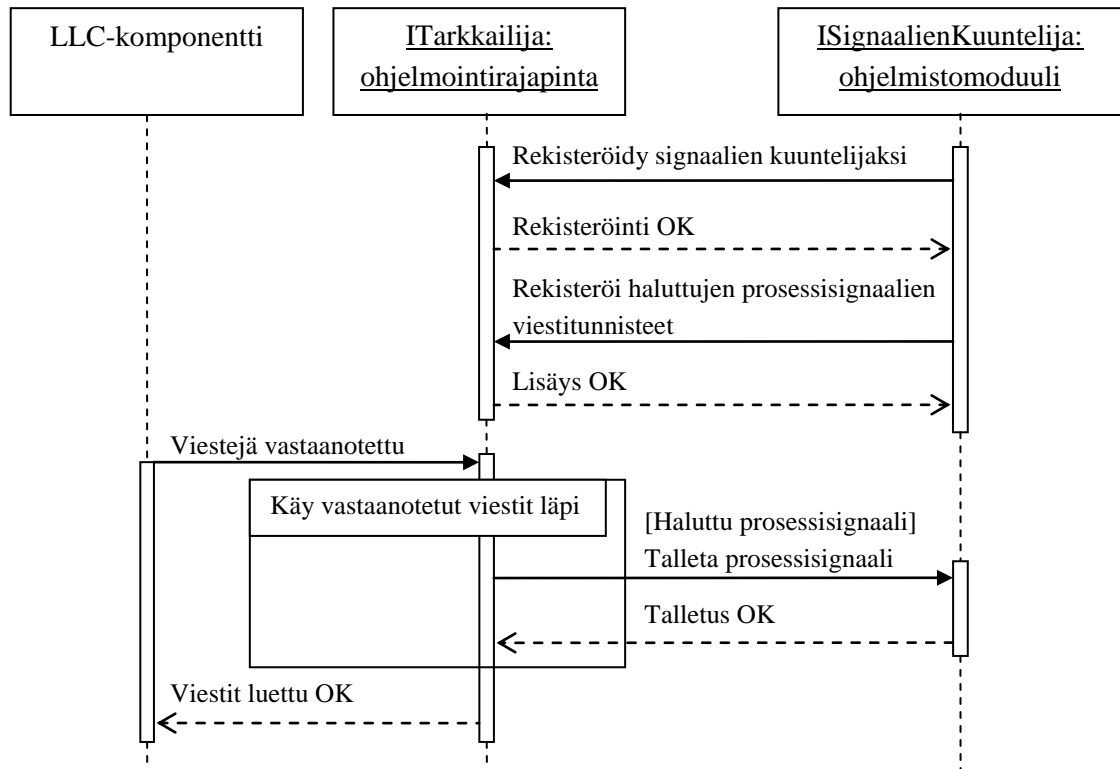 LLC-komponentti
ITarkkailija:
ohjelmointirajapinta
ISignaalienKuuntelija:
ohjelmistomoduuli
Rekisteröidy signaalien kuuntelijaksi
Rekisteröinti OK
Rekisteröi haluttujen prosessisignaalien
viestitunnisteet
Lisäys OK
Viestejä vastaanotettu
Käy vastaanotetut viestit läpi
[Haluttu prosessisignaali]
Talleta prosessisignaali
Talletus OK
Viestit luettu OK